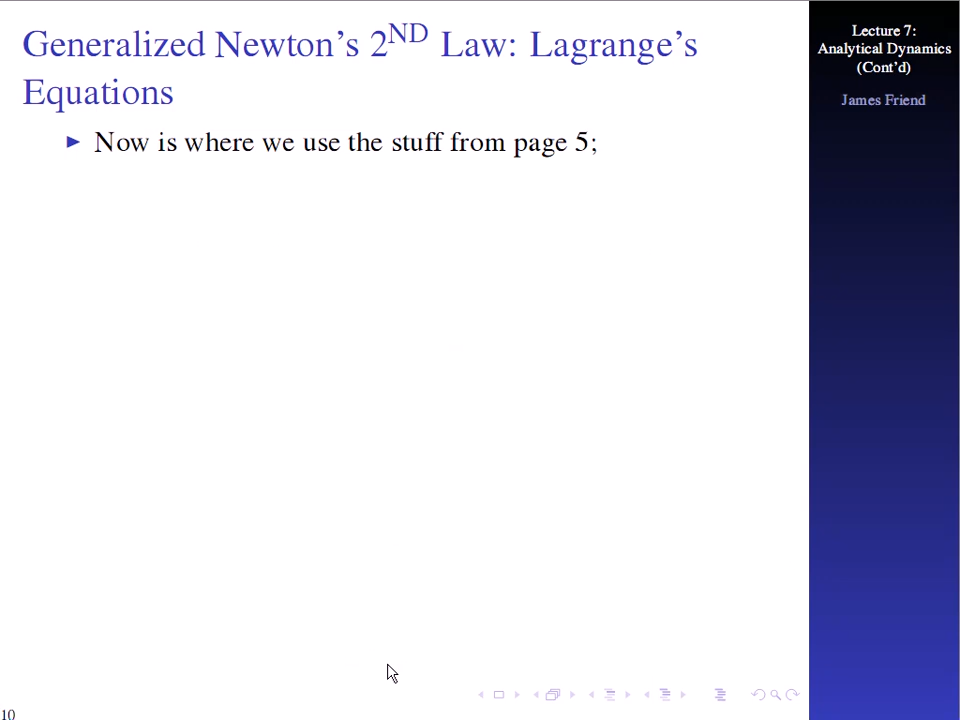 Generalized Newton's 2ND Law: Lagrange's
Equations
Now is where we use the stuff from page 5;
Lecture 7:
Analytical Dynamics
(Cont'd)
James Friend
10